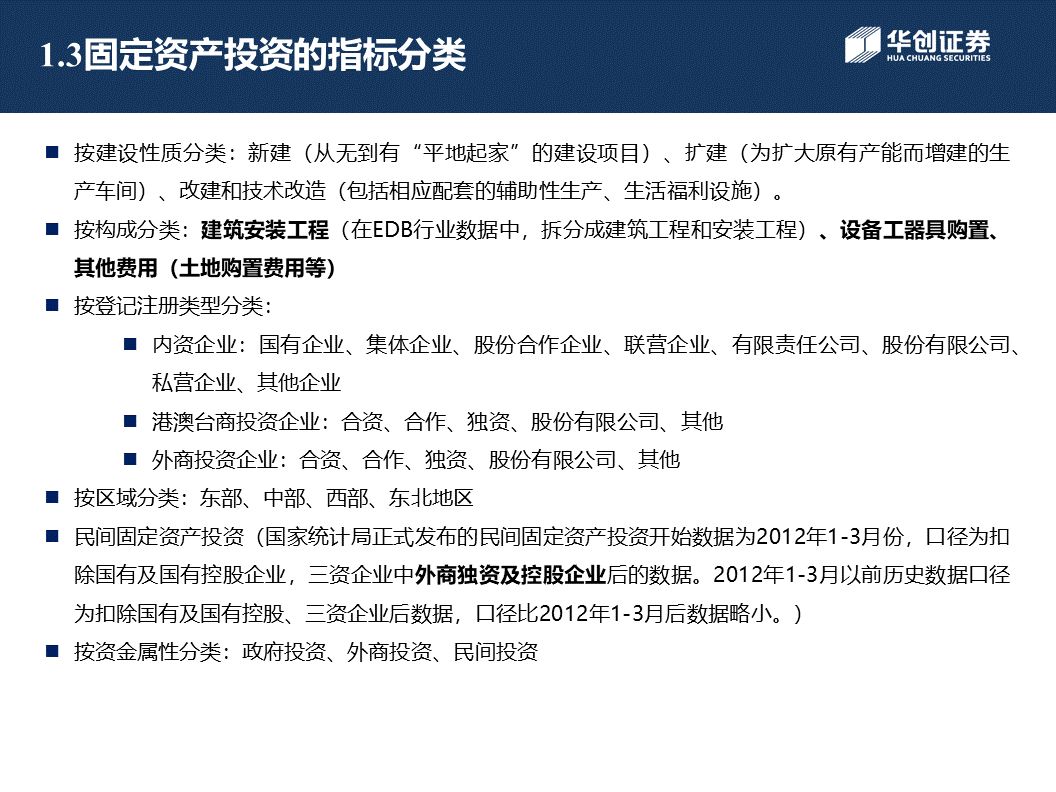 1.3固定资产投资的指标分类
华创证券
HUA CHUANG SECURITIES
■ 按建设性质分类：新建（从无到有“平地起家”的建设项目）、扩建（为扩大原有产能而增建的生
产车间）、改建和技术改造（包括相应配套的辅助性生产、生活福利设施）。
■ 按构成分类：建筑安装工程（在EDB行业数据中，拆分成建筑工程和安装工程）、设备工器具购置、
其他费用（土地购置费用等）
■ 按登记注册类型分类：
■ 内资企业：国有企业、集体企业、股份合作企业、联营企业、有限责任公司、股份有限公司、
私营企业、其他企业
■ 港澳台商投资企业：合资、合作、独资、股份有限公司、其他
■ 外商投资企业：合资、合作、独资、股份有限公司、其他
■ 按区域分类：东部、中部、西部、东北地区
■ 民间固定资产投资（国家统计局正式发布的民间固定资产投资开始数据为2012年1-3月份，口径为扣
除国有及国有控股企业，三资企业中外商独资及控股企业后的数据。2012年1-3月以前历史数据口径
为扣除国有及国有控股、三资企业后数据，口径比2012年1-3月后数据略小。）
■ 按资金属性分类：政府投资、外商投资、民间投资